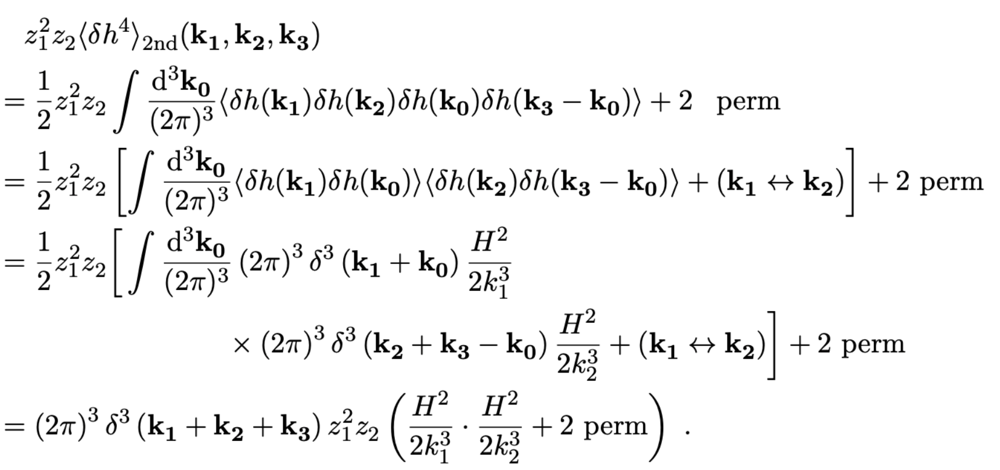 $z_1^2 z_2 \langle \delta h^4 \rangle_{\text{2nd}} (\mathbf{k_1}, \mathbf{k_2}, \mathbf{k_3})$
$= \frac{1}{2} z_1^2 z_2 \int \frac{\mathrm{d}^3 \mathbf{k_0}}{(2\pi)^3} \langle \delta h(\mathbf{k_1}) \delta h(\mathbf{k_2}) \delta h(\mathbf{k_0}) \delta h(\mathbf{k_3} - \mathbf{k_0}) \rangle + 2 \text{ perm}$
$= \frac{1}{2} z_1^2 z_2 \left[ \int \frac{\mathrm{d}^3 \mathbf{k_0}}{(2\pi)^3} \langle \delta h(\mathbf{k_1}) \delta h(\mathbf{k_0}) \rangle \langle \delta h(\mathbf{k_2}) \delta h(\mathbf{k_3} - \mathbf{k_0}) \rangle + (\mathbf{k_1} \leftrightarrow \mathbf{k_2}) \right] + 2 \text{ perm}$
$= \frac{1}{2} z_1^2 z_2 \Big[ \int \frac{\mathrm{d}^3 \mathbf{k_0}}{(2\pi)^3} (2\pi)^3 \delta^3 (\mathbf{k_1} + \mathbf{k_0}) \frac{H^2}{2k_1^3}$
$\times (2\pi)^3 \delta^3 (\mathbf{k_2} + \mathbf{k_3} - \mathbf{k_0}) \frac{H^2}{2k_2^3} + (\mathbf{k_1} \leftrightarrow \mathbf{k_2}) \Big] + 2 \text{ perm}$
$= (2\pi)^3 \delta^3 (\mathbf{k_1} + \mathbf{k_2} + \mathbf{k_3}) z_1^2 z_2 \left( \frac{H^2}{2k_1^3} \cdot \frac{H^2}{2k_2^3} + 2 \text{ perm} \right) .$